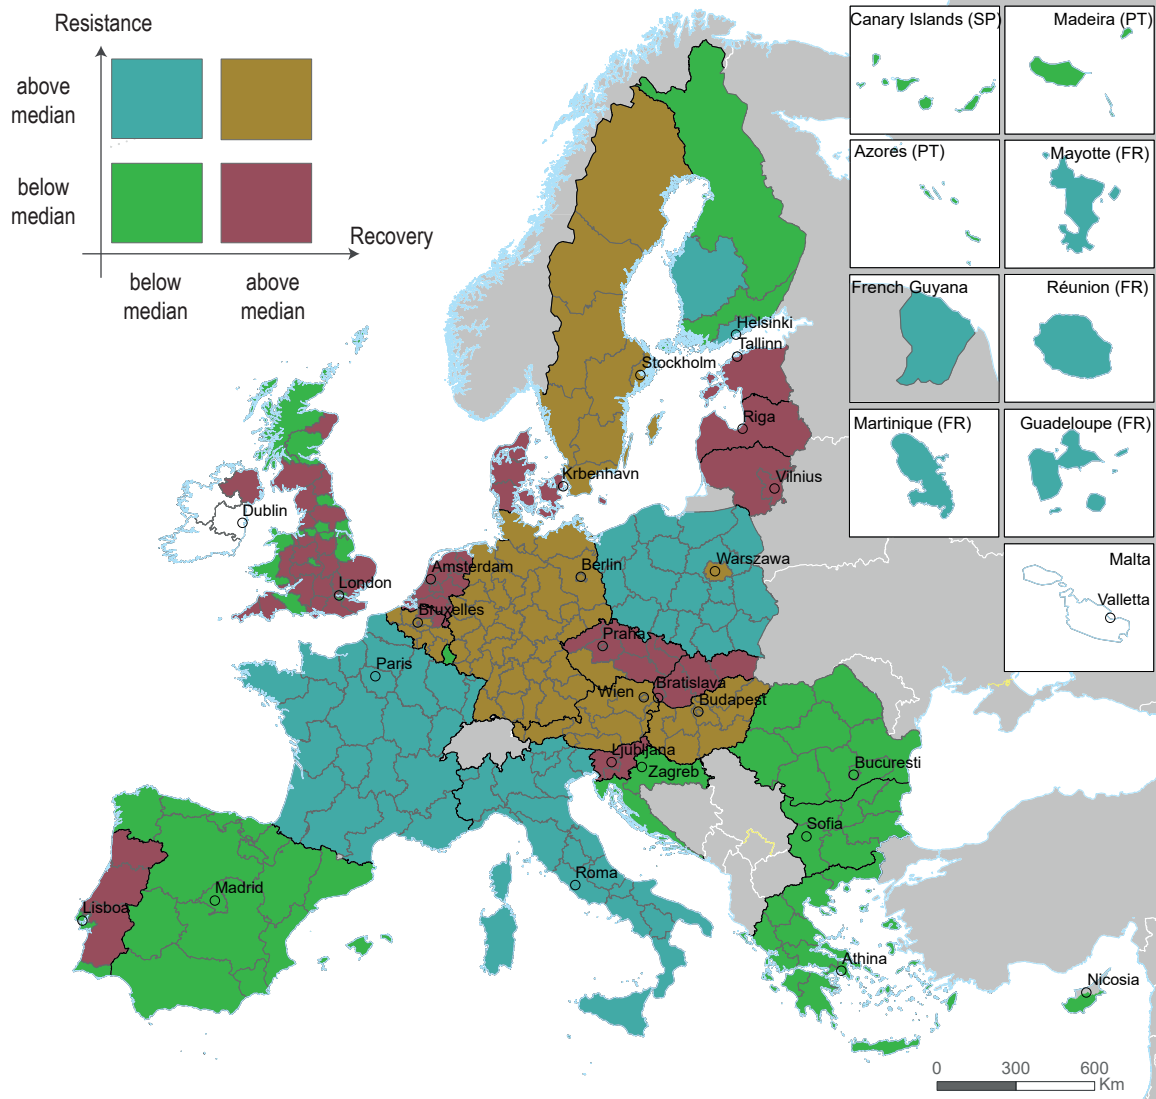 Resistance
above
median
below
median
Recovery
below
median
above
median
Canary Islands (SP)
Madeira (PT)
Azores (PT)
Mayotte (FR)
French Guyana
Réunion (FR)
Martinique (FR)
Guadeloupe (FR)
Malta
Valletta
Helsinki
Tallinn
Stockholm
Riga
Krbenhavn
Vilnius
Dublin
London
Amsterdam
Berlin
Warszawa
Bruxelles
Praha
Paris
Wien
Bratislava
Budapest
Ljubljana
Zagreb
Bucuresti
Sofia
Roma
Madrid
Lisboa
Athina
Nicosia
0 300 600
Km